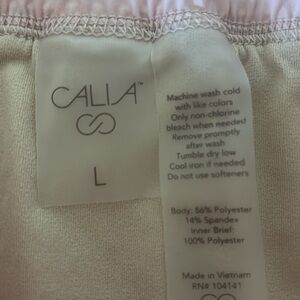 CALIA™
L
Machine wash cold
with like colors
Only non-chlorine
bleach when needed
Remove promptly
after wash
Tumble dry low
Cool iron if needed
Do not use softeners
Body: 56% Polyester
14% Spandex
Inner Brief:
100% Polyester
Made in Vietnam
RN# 104141